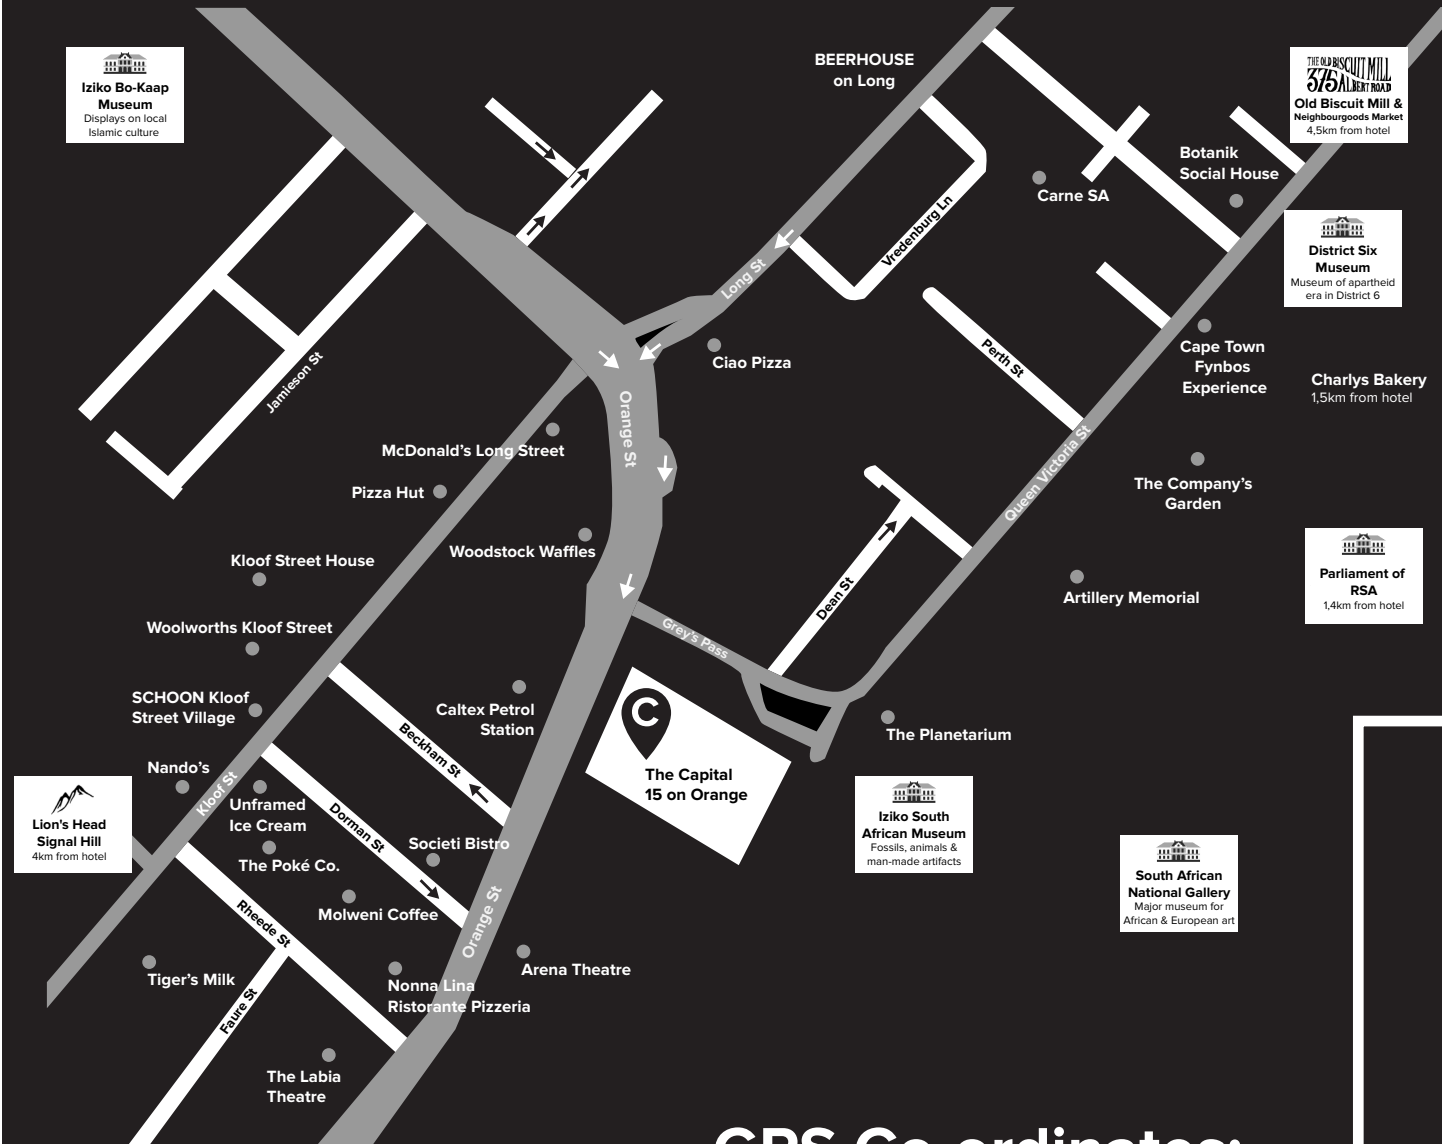 Iziko Bo-Kaap
Museum
Displays on local
Islamic culture
BEERHOUSE
on Long
THE OLD BISCUIT MILL
375 ALBERT ROAD
Old Biscuit Mill &
Neighbourgoods Market
4,5km from hotel
Botanik
Social House
Carne SA
Vredenburg Ln
District Six
Museum
Museum of apartheid
era in District 6
Long St
Ciao Pizza
Perth St
Cape Town
Fynbos
Experience
Charlys Bakery
1,5km from hotel
Jamieson St
Orange St
McDonald's Long Street
Pizza Hut
Queen Victoria St
The Company's
Garden
Woodstock Waffles
Kloof Street House
Parliament of
RSA
1,4km from hotel
Artillery Memorial
Dean St
Woolworths Kloof Street
Grey's Pass
SCHOON Kloof
Street Village
Caltex Petrol
Station
C
The Capital
15 on Orange
The Planetarium
Beckham St
Nando's
Kloof St
Unframed
Ice Cream
Lion's Head
Signal Hill
4km from hotel
Dorman St
Societi Bistro
The Poké Co.
Iziko South
African Museum
Fossils, animals &
man-made artifacts
South African
National Gallery
Major museum for
African & European art
Molweni Coffee
Rheede St
Orange St
Tiger's Milk
Nonna Lina
Ristorante Pizzeria
Arena Theatre
Faure St
The Labia
Theatre
GPS Co-ordinates: